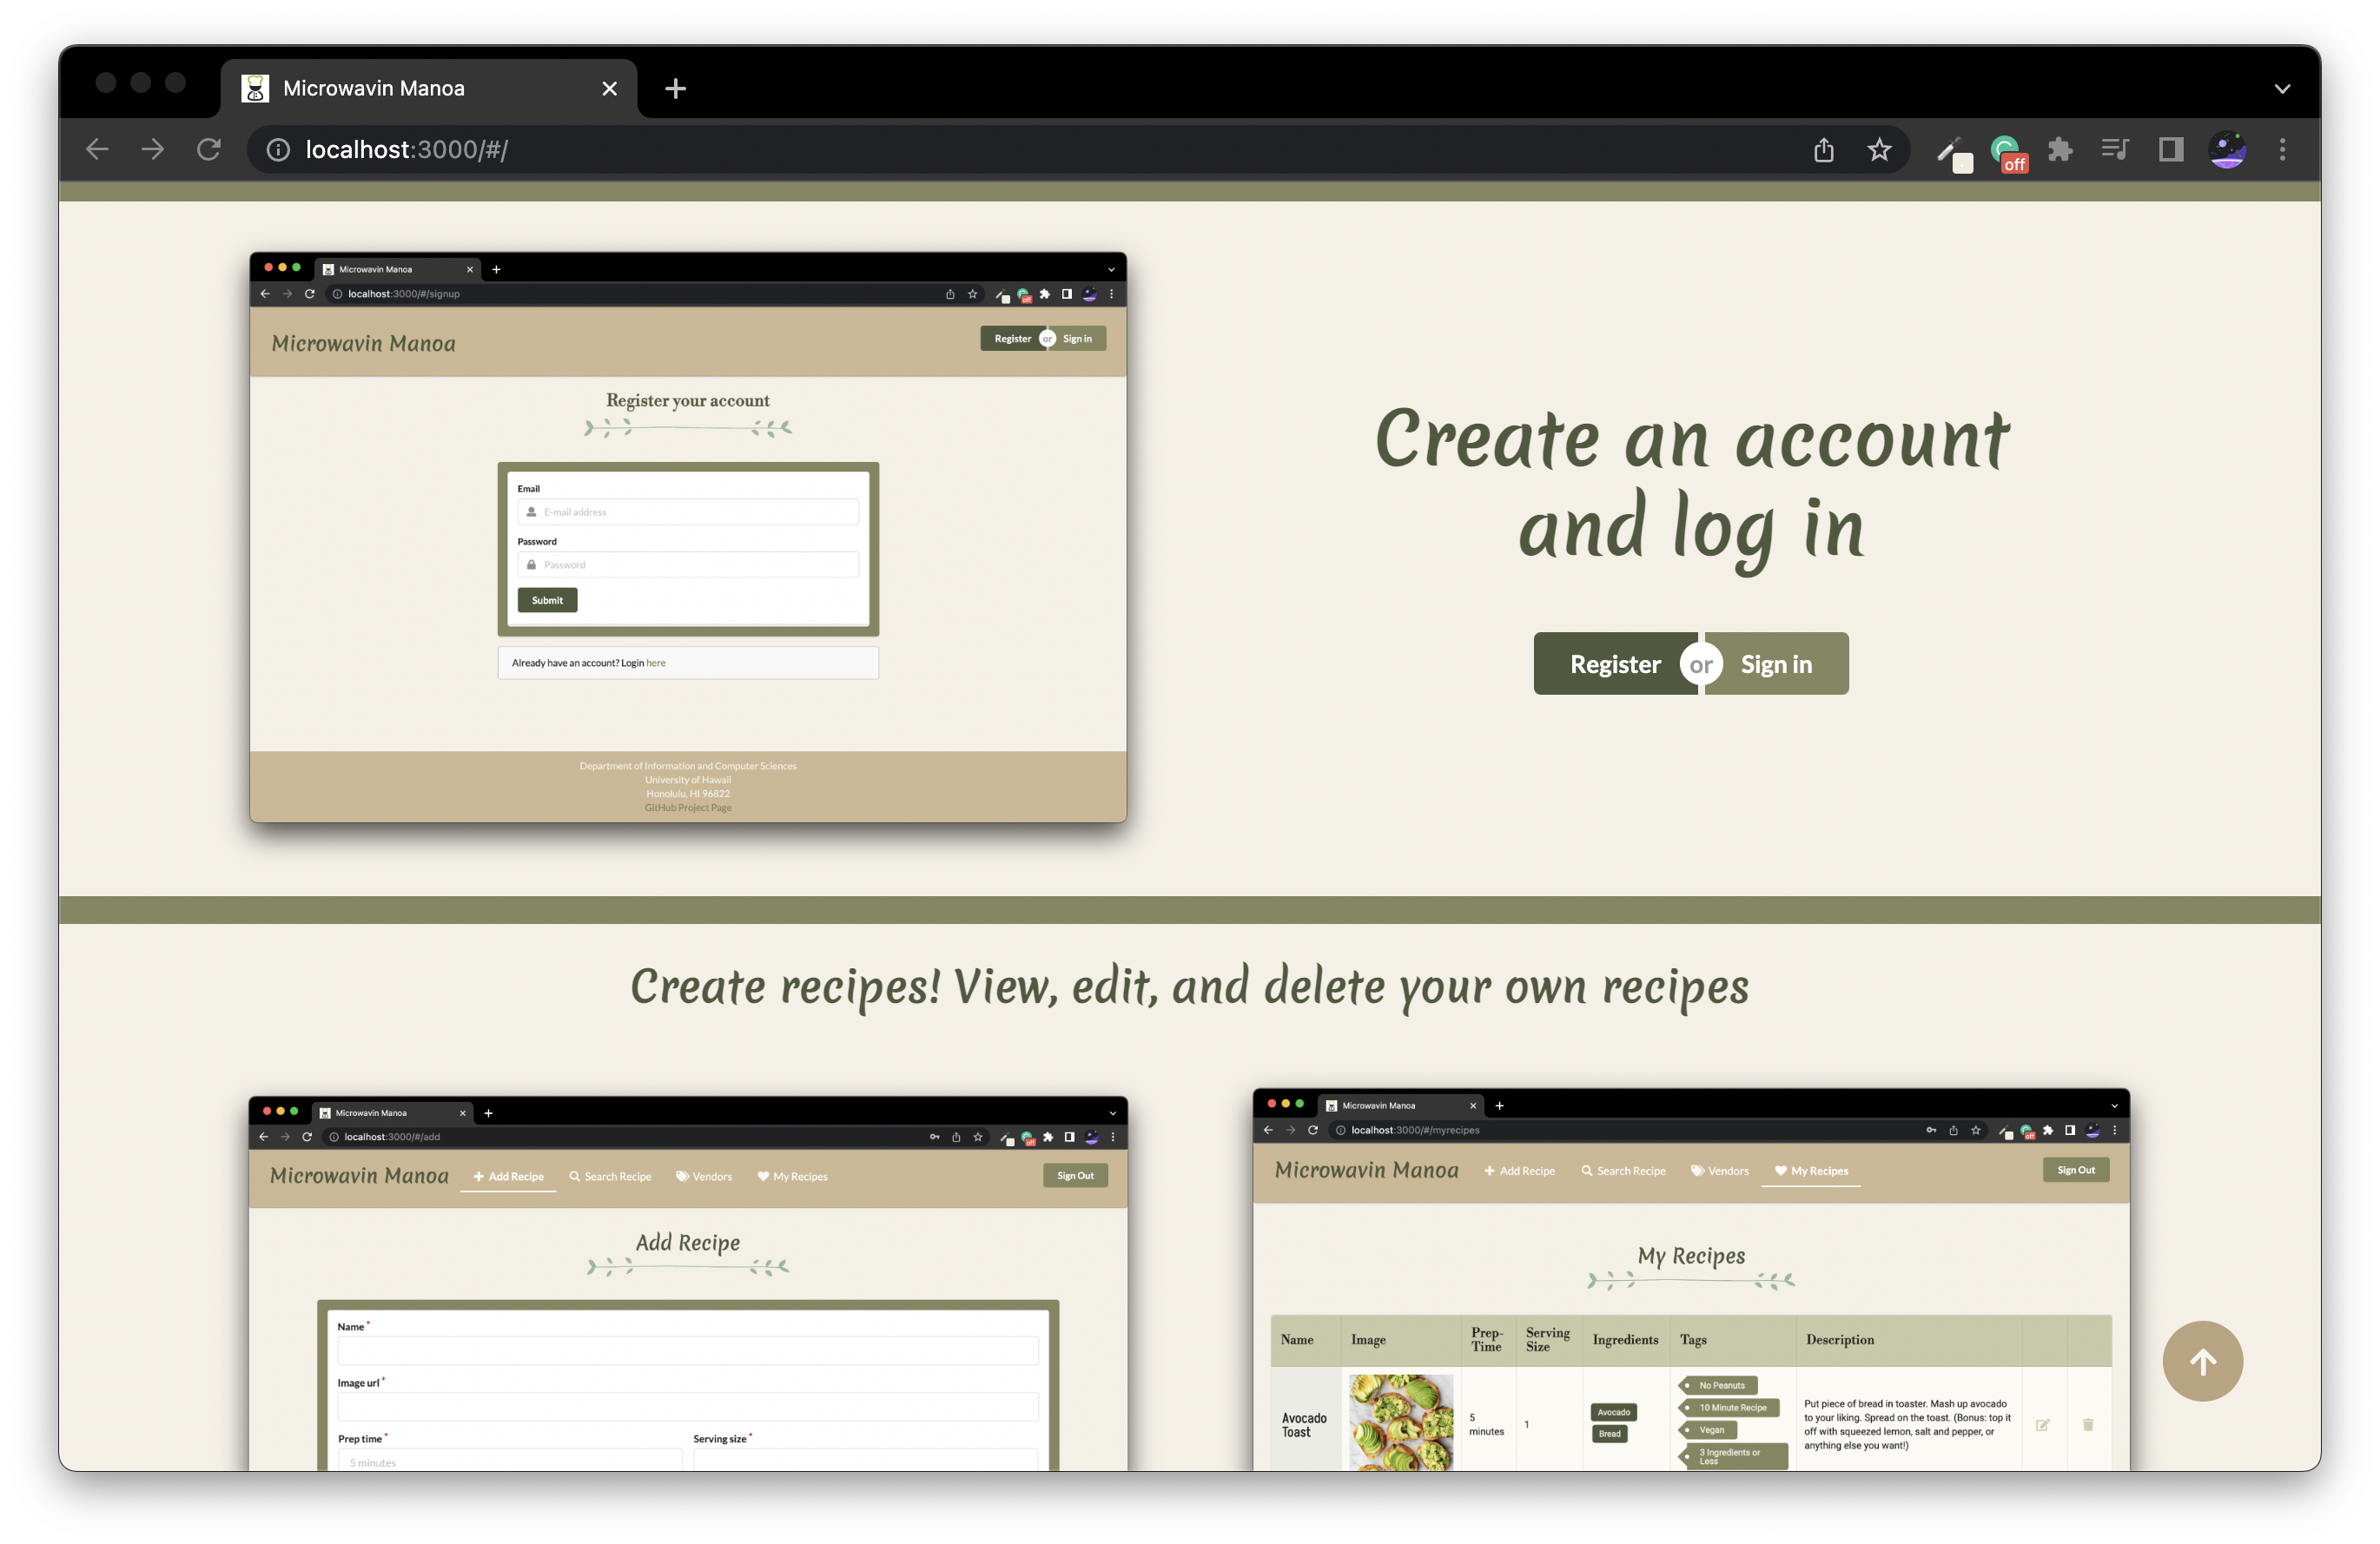 Microwavin Manoa
localhost:3000/#/
off
Microwavin Manoa
localhost:3000/#/signup
off
Microwavin Manoa
Register or Sign in
Register your account
Email
E-mail address
Password
Password
Submit
Already have an account? Login here
Department of Information and Computer Sciences
University of Hawaii
Honolulu, HI 96822
GitHub Project Page
Create an account
and log in
Register or Sign in
Create recipes! View, edit, and delete your own recipes
Microwavin Manoa
localhost:3000/#/add
off
Microwavin Manoa Add Recipe Search Recipe Vendors My Recipes Sign Out
Add Recipe
Name *
Image url *
Prep time * Serving size *
5 minutes
Microwavin Manoa
localhost:3000/#/myrecipes
off
Microwavin Manoa Add Recipe Search Recipe Vendors My Recipes Sign Out
My Recipes
Name Image Prep-Time Serving Size Ingredients Tags Description
Avocado
Toast
5
minutes
1
Avocado
Bread
No Peanuts
10 Minute Recipe
Vegan
3 Ingredients or
Less
Put piece of bread in toaster. Mash up avocado
to your liking. Spread on the toast. (Bonus: top it
off with squeezed lemon, salt and pepper, or
anything else you want!)